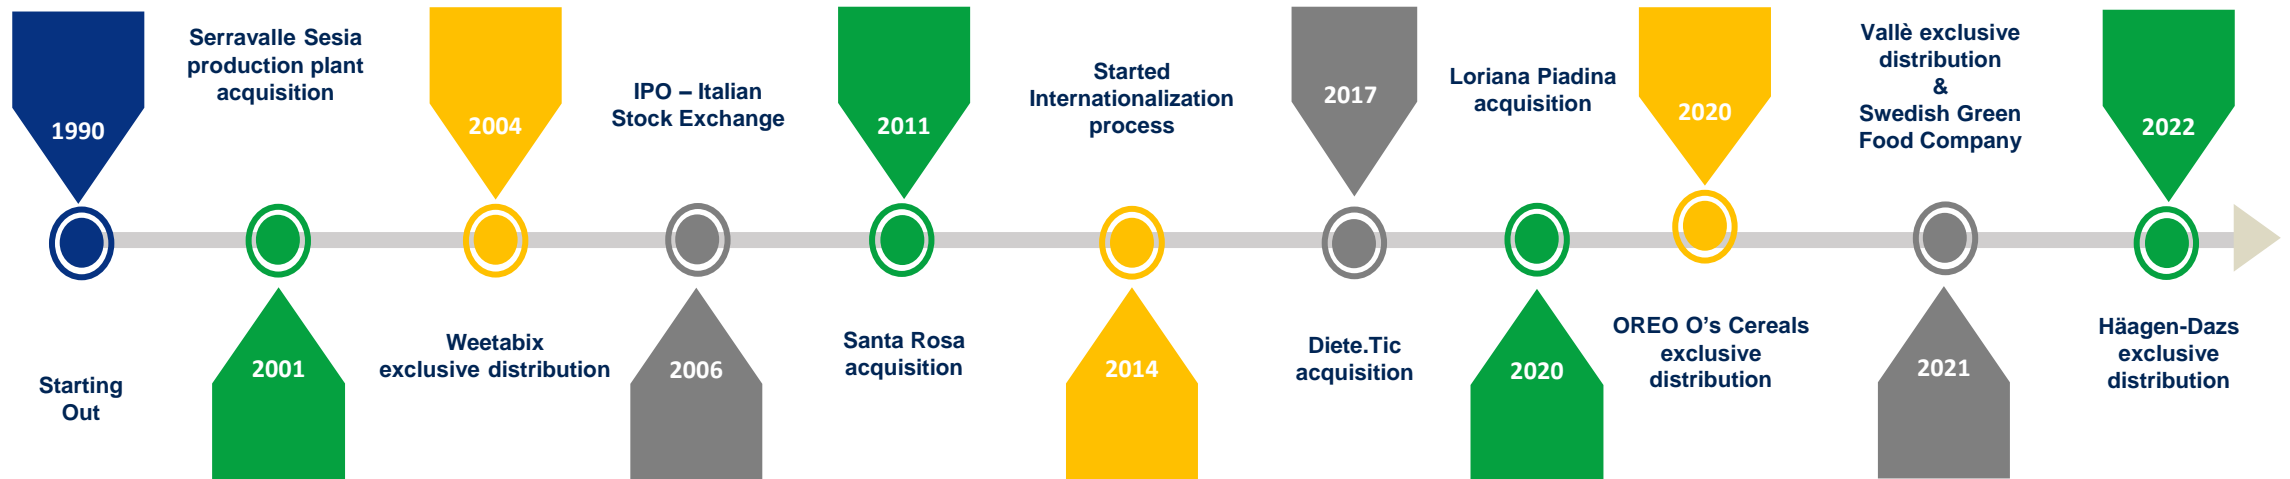 1990
Starting
Out
Serravalle Sesia
production plant
acquisition
2001
2004
Weetabix
exclusive distribution
IPO – Italian
Stock Exchange
2006
2011
Santa Rosa
acquisition
Started
Internationalization
process
2014
2017
Diete.Tic
acquisition
Loriana Piadina
acquisition
2020
2020
OREO O’s Cereals
exclusive
distribution
Vallè exclusive
distribution
&
Swedish Green
Food Company
2021
2022
Häagen-Dazs
exclusive
distribution